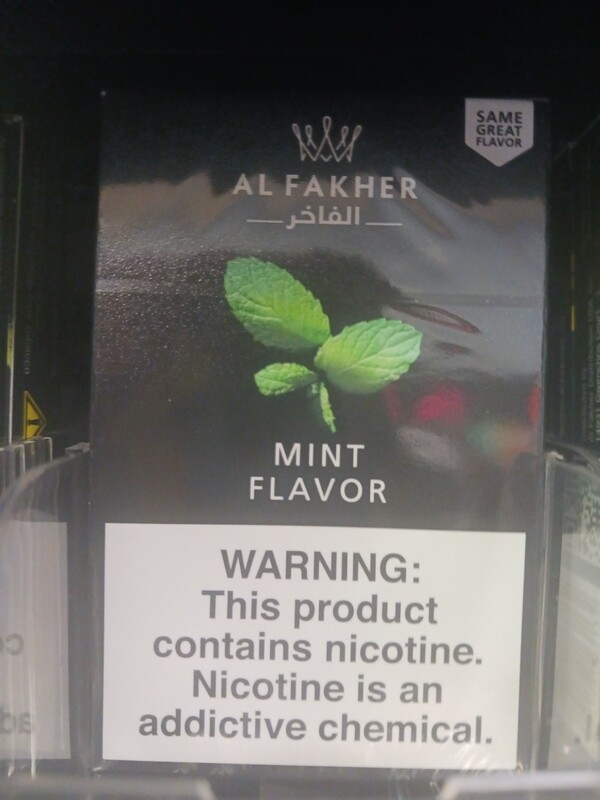 SAME
GREAT
FLAVOR
AL FAKHER
الفاخر
MINT
FLAVOR
WARNING:
This product
contains nicotine.
Nicotine is an
addictive chemical.